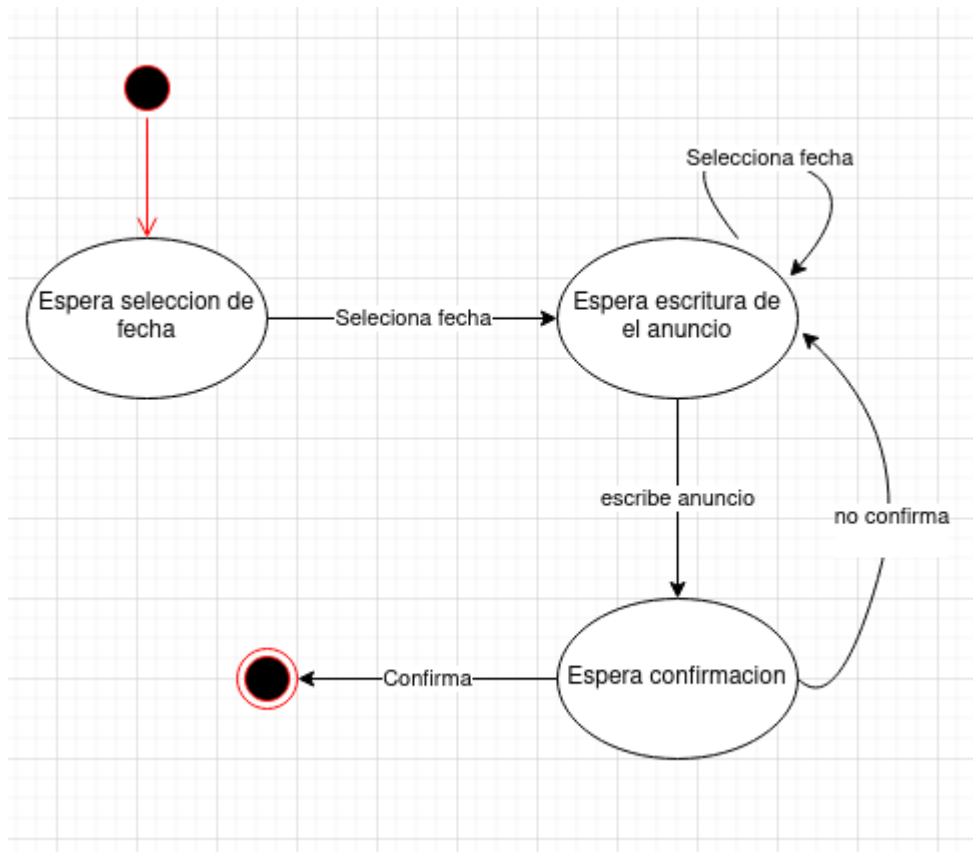 Selecciona fecha
Espera seleccion de
fecha
Seleciona fecha
Espera escritura de
el anuncio
escribe anuncio
no confirma
Confirma
Espera confirmacion